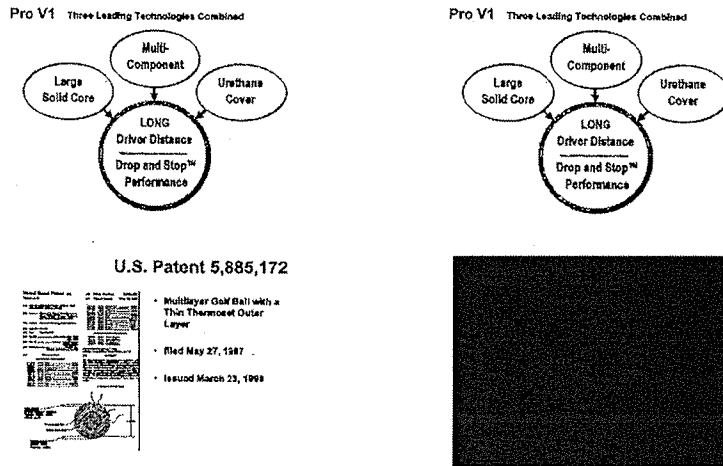 Pro V1 Three Leading Technologies Combined
Multi-
Component
Large
Solid Core
Urethane
Cover
LONG
Driver Distance
Drop and Stop™
Performance
Pro V1 Three Leading Technologies Combined
Multi-
Component
Large
Solid Core
Urethane
Cover
LONG
Driver Distance
Drop and Stop™
Performance
U.S. Patent 5,885,172
• Multilayer Golf Ball with a
Thin Thermoset Outer
Layer
• filed May 27, 1997
• Issued March 23, 1999